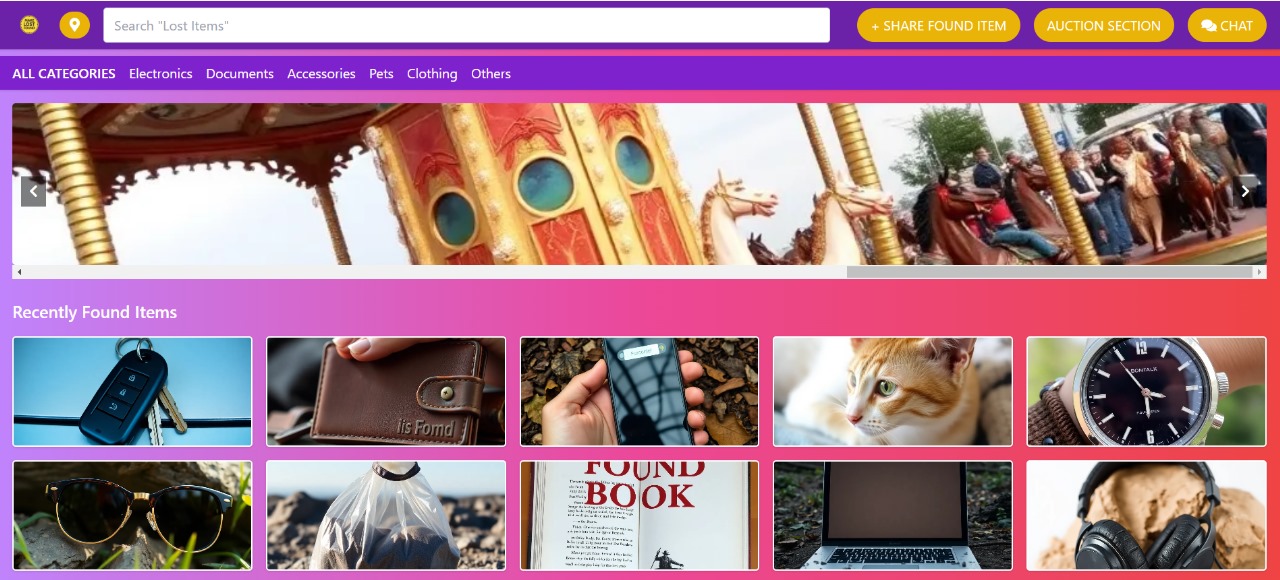 Search "Lost Items"
+ SHARE FOUND ITEM
AUCTION SECTION
CHAT
ALL CATEGORIES Electronics Documents Accessories Pets Clothing Others
Recently Found Items
iis Fomd
FOUND
BOOK